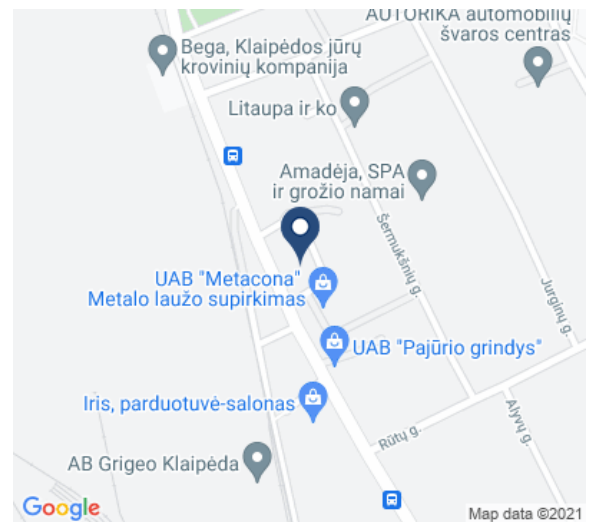 AUTORIKA automobilių
švaros centras
Bega, Klaipėdos jūrų
krovinių kompanija
Litaupa ir ko
Amadėja, SPA
ir grožio namai
Šermukšnių g.
Jurginų g.
UAB "Metacona"
Metalo laužo supirkimas
UAB "Pajūrio grindys"
Iris, parduotuvė-salonas
Alyvų g.
Rūtų g.
AB Grigeo Klaipėda
Google
Map data ©2021